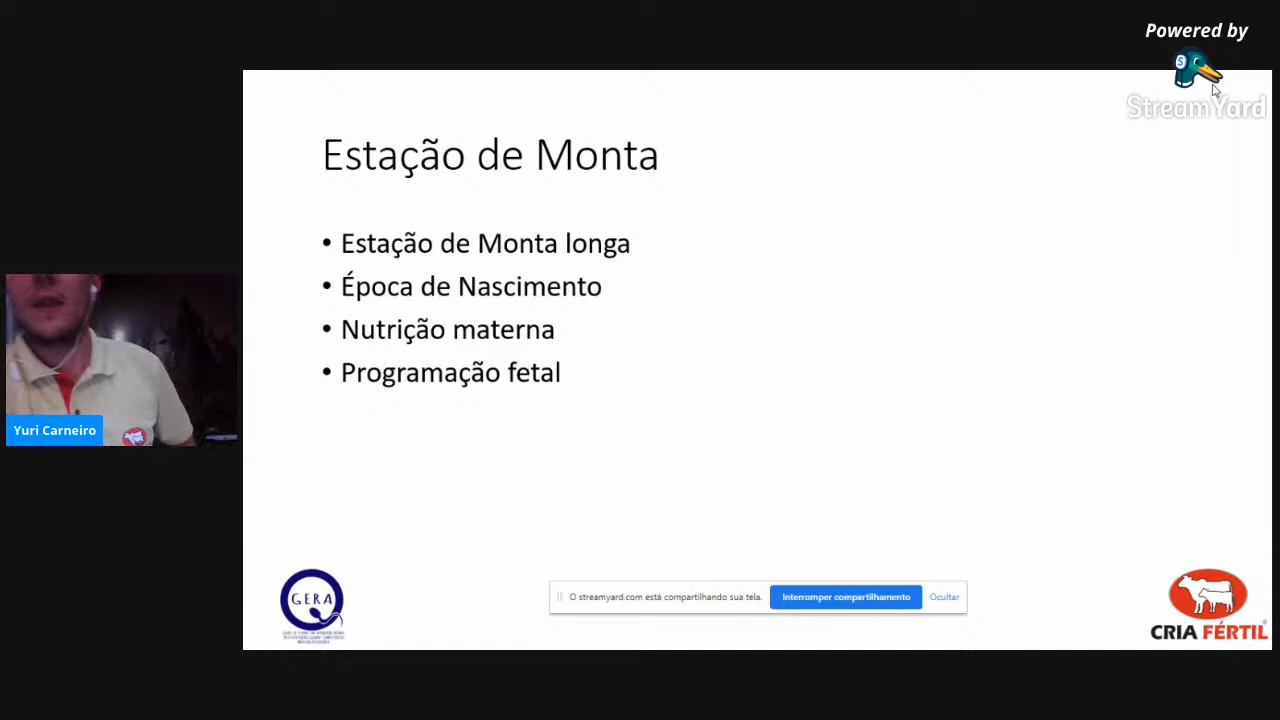 Powered by
StreamYard
Estação de Monta
• Estação de Monta longa
• Época de Nascimento
• Nutrição materna
• Programação fetal
Yuri Carneiro
GERA
O streamyard.com está compartilhando sua tela.
Interromper compartilhamento
Ocultar
CRIA FÉRTIL